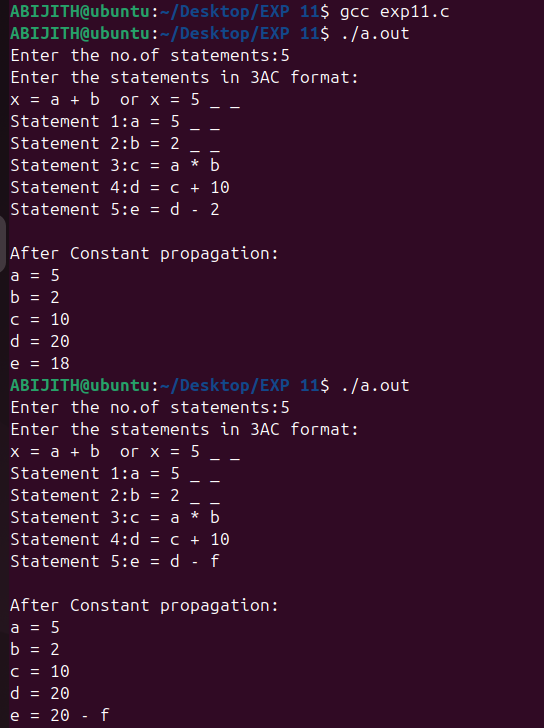 ABIJITH@ubuntu:~/Desktop/EXP 11$ gcc exp11.c
ABIJITH@ubuntu:~/Desktop/EXP 11$ ./a.out
Enter the no.of statements:5
Enter the statements in 3AC format:
x = a + b  or x = 5 _ _
Statement 1:a = 5 _ _
Statement 2:b = 2 _ _
Statement 3:c = a * b
Statement 4:d = c + 10
Statement 5:e = d - 2

After Constant propagation:
a = 5
b = 2
c = 10
d = 20
e = 18
ABIJITH@ubuntu:~/Desktop/EXP 11$ ./a.out
Enter the no.of statements:5
Enter the statements in 3AC format:
x = a + b  or x = 5 _ _
Statement 1:a = 5 _ _
Statement 2:b = 2 _ _
Statement 3:c = a * b
Statement 4:d = c + 10
Statement 5:e = d - f

After Constant propagation:
a = 5
b = 2
c = 10
d = 20
e = 20 - f